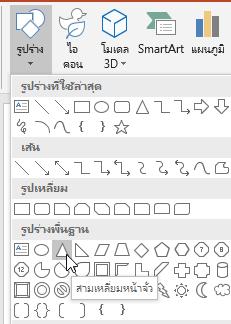 รูปร่าง
ไอคอน
โมเดล 3D
SmartArt
แผนภูมิ
รูปร่างที่ใช้ล่าสุด
เส้น
รูปเหลี่ยม
รูปร่างพื้นฐาน
7
8
12
สามเหลี่ยมหน้าจั่ว